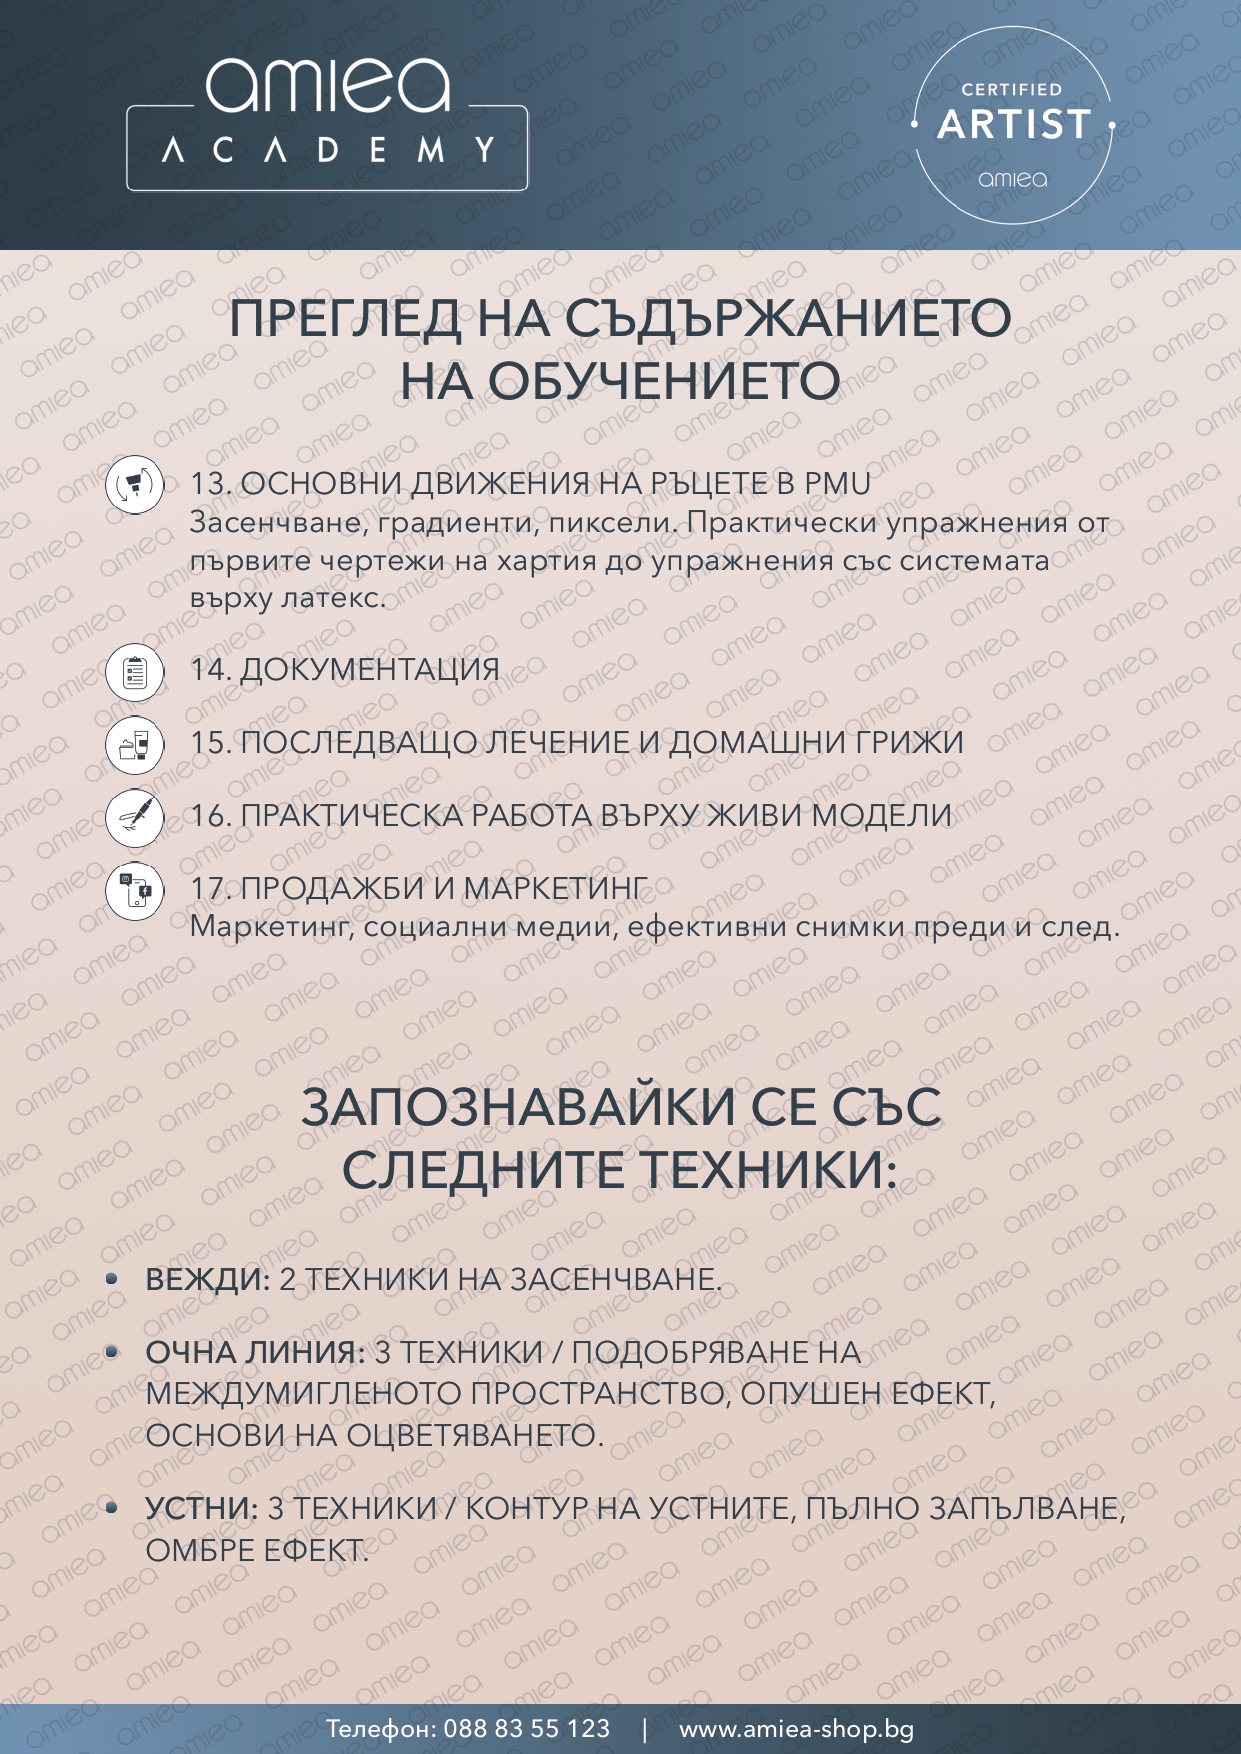 amiea
ACADEMY
CERTIFIED
ARTIST
amiea
ПРЕГЛЕД НА СЪДЪРЖАНИЕТО
НА ОБУЧЕНИЕТО
13. ОСНОВНИ ДВИЖЕНИЯ НА РЪЦЕТЕ В PMU
Засенчване, градиенти, пиксели. Практически упражнения от
първите чертежи на хартия до упражнения със системата
върху латекс.
14. ДОКУМЕНТАЦИЯ
15. ПОСЛЕДВАЩО ЛЕЧЕНИЕ И ДОМАШНИ ГРИЖИ
16. ПРАКТИЧЕСКА РАБОТА ВЪРХУ ЖИВИ МОДЕЛИ
17. ПРОДАЖБИ И МАРКЕТИНГ
Маркетинг, социални медии, ефективни снимки преди и след.
ЗАПОЗНАВАЙКИ СЕ СЪС
СЛЕДНИТЕ ТЕХНИКИ:
• ВЕЖДИ: 2 ТЕХНИКИ НА ЗАСЕНЧВАНЕ.
• ОЧНА ЛИНИЯ: 3 ТЕХНИКИ / ПОДОБРЯВАНЕ НА
МЕЖДУМИГЛЕНОТО ПРОСТРАНСТВО, ОПУШЕН ЕФЕКТ,
ОСНОВИ НА ОЦВЕТЯВАНЕТО.
• УСТНИ: 3 ТЕХНИКИ / КОНТУР НА УСТНИТЕ, ПЪЛНО ЗАПЪЛВАНЕ,
ОМБРЕ ЕФЕКТ.
Телефон: 088 83 55 123 | www.amiea-shop.bg